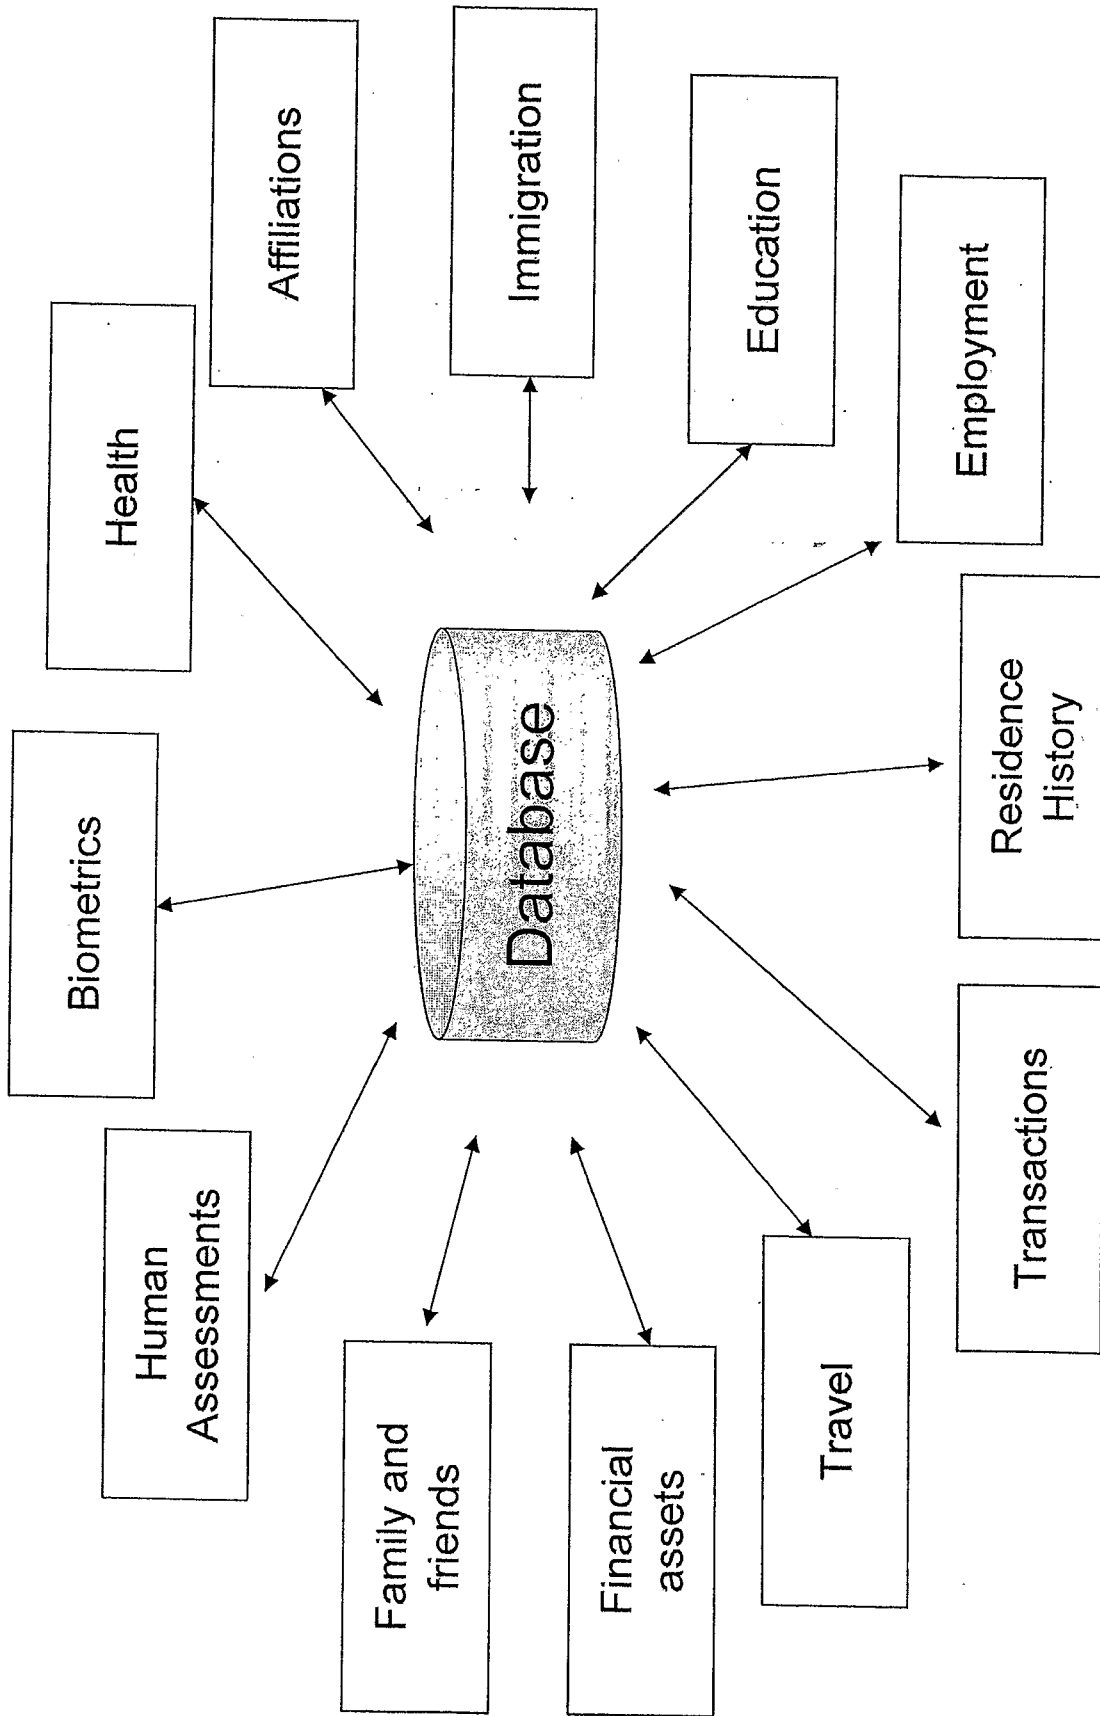 Biometrics
Health
Affiliations
Immigration
Education
Employment
Residence
History
Transactions
Travel
Financial
assets
Family and
friends
Human
Assessments
Database